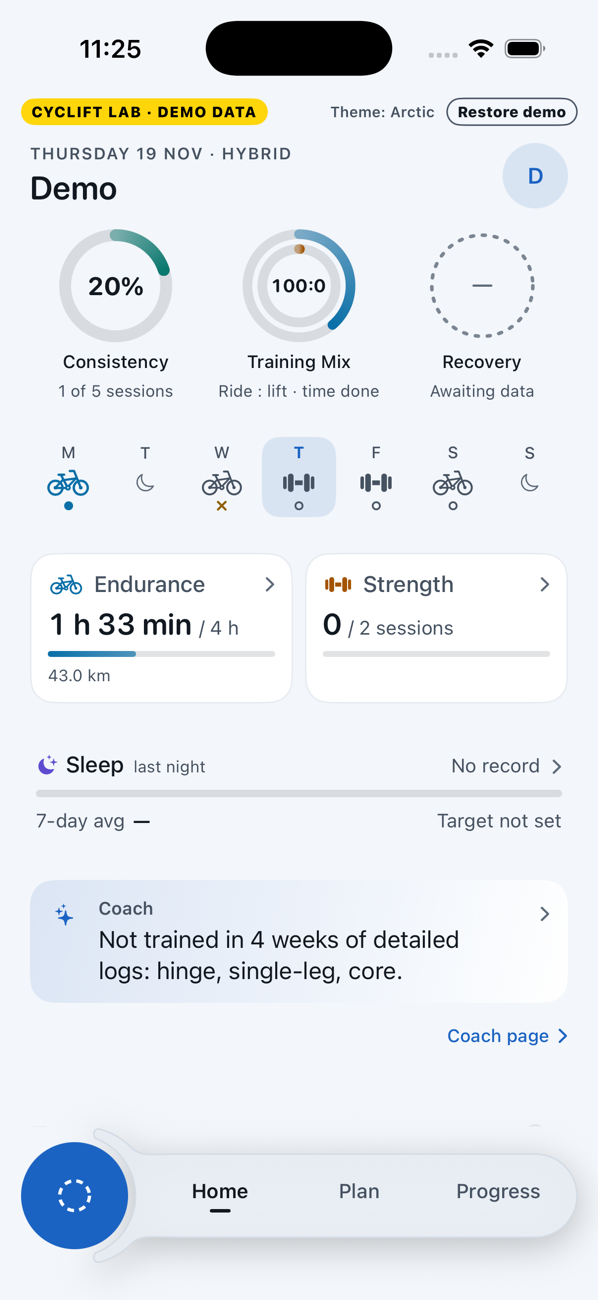 11:25
CYCLIFT LAB · DEMO DATA
Theme: Arctic
Restore demo
THURSDAY 19 NOV · HYBRID
Demo
D
20%
100:0
—
Consistency
Training Mix
Recovery
1 of 5 sessions
Ride : lift · time done
Awaiting data
M
T
W
T
F
S
S
Endurance
1 h 33 min / 4 h
43.0 km
Strength
0 / 2 sessions
Sleep last night
No record
7-day avg —
Target not set
Coach
Not trained in 4 weeks of detailed
logs: hinge, single-leg, core.
Coach page
Home
Plan
Progress